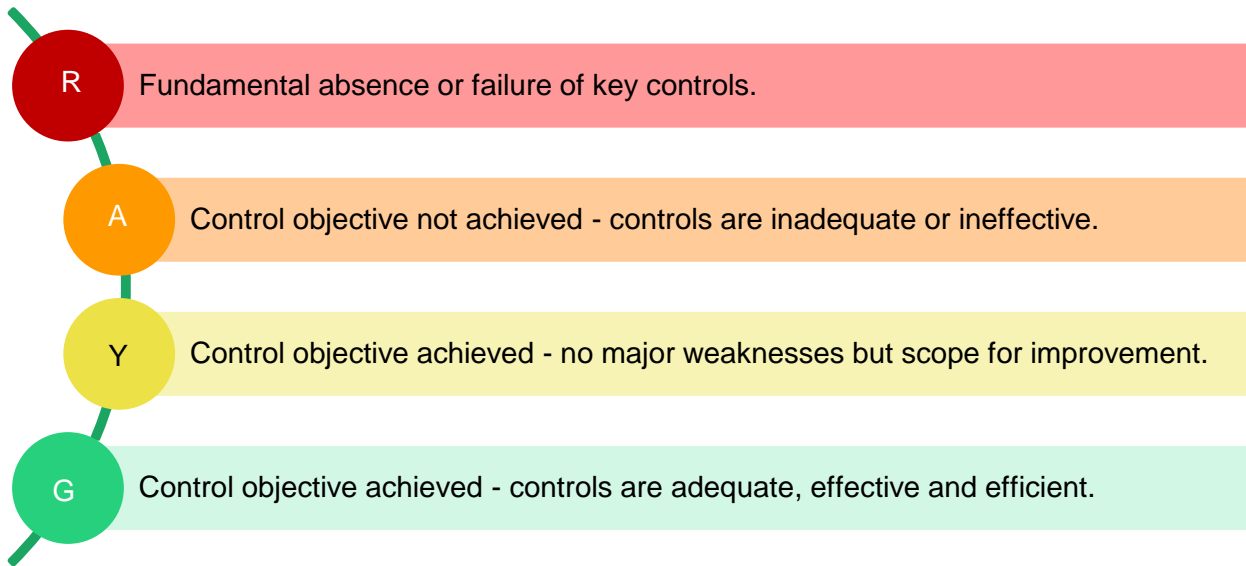 R
Fundamental absence or failure of key controls.
A
Control objective not achieved - controls are inadequate or ineffective.
Y
Control objective achieved - no major weaknesses but scope for improvement.
G
Control objective achieved - controls are adequate, effective and efficient.